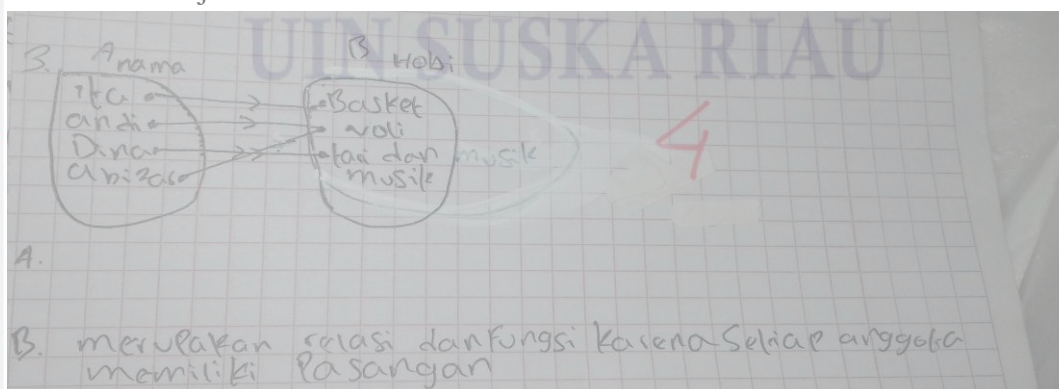 UIN SUSKA RIAU
3. A nama B Hobi
ita Basket
andi voli
Dina tari dan musik
abizar musik
4
A.
B. merupakan relasi dan Fungsi karena Setiap anggota
memiliki Pasangan